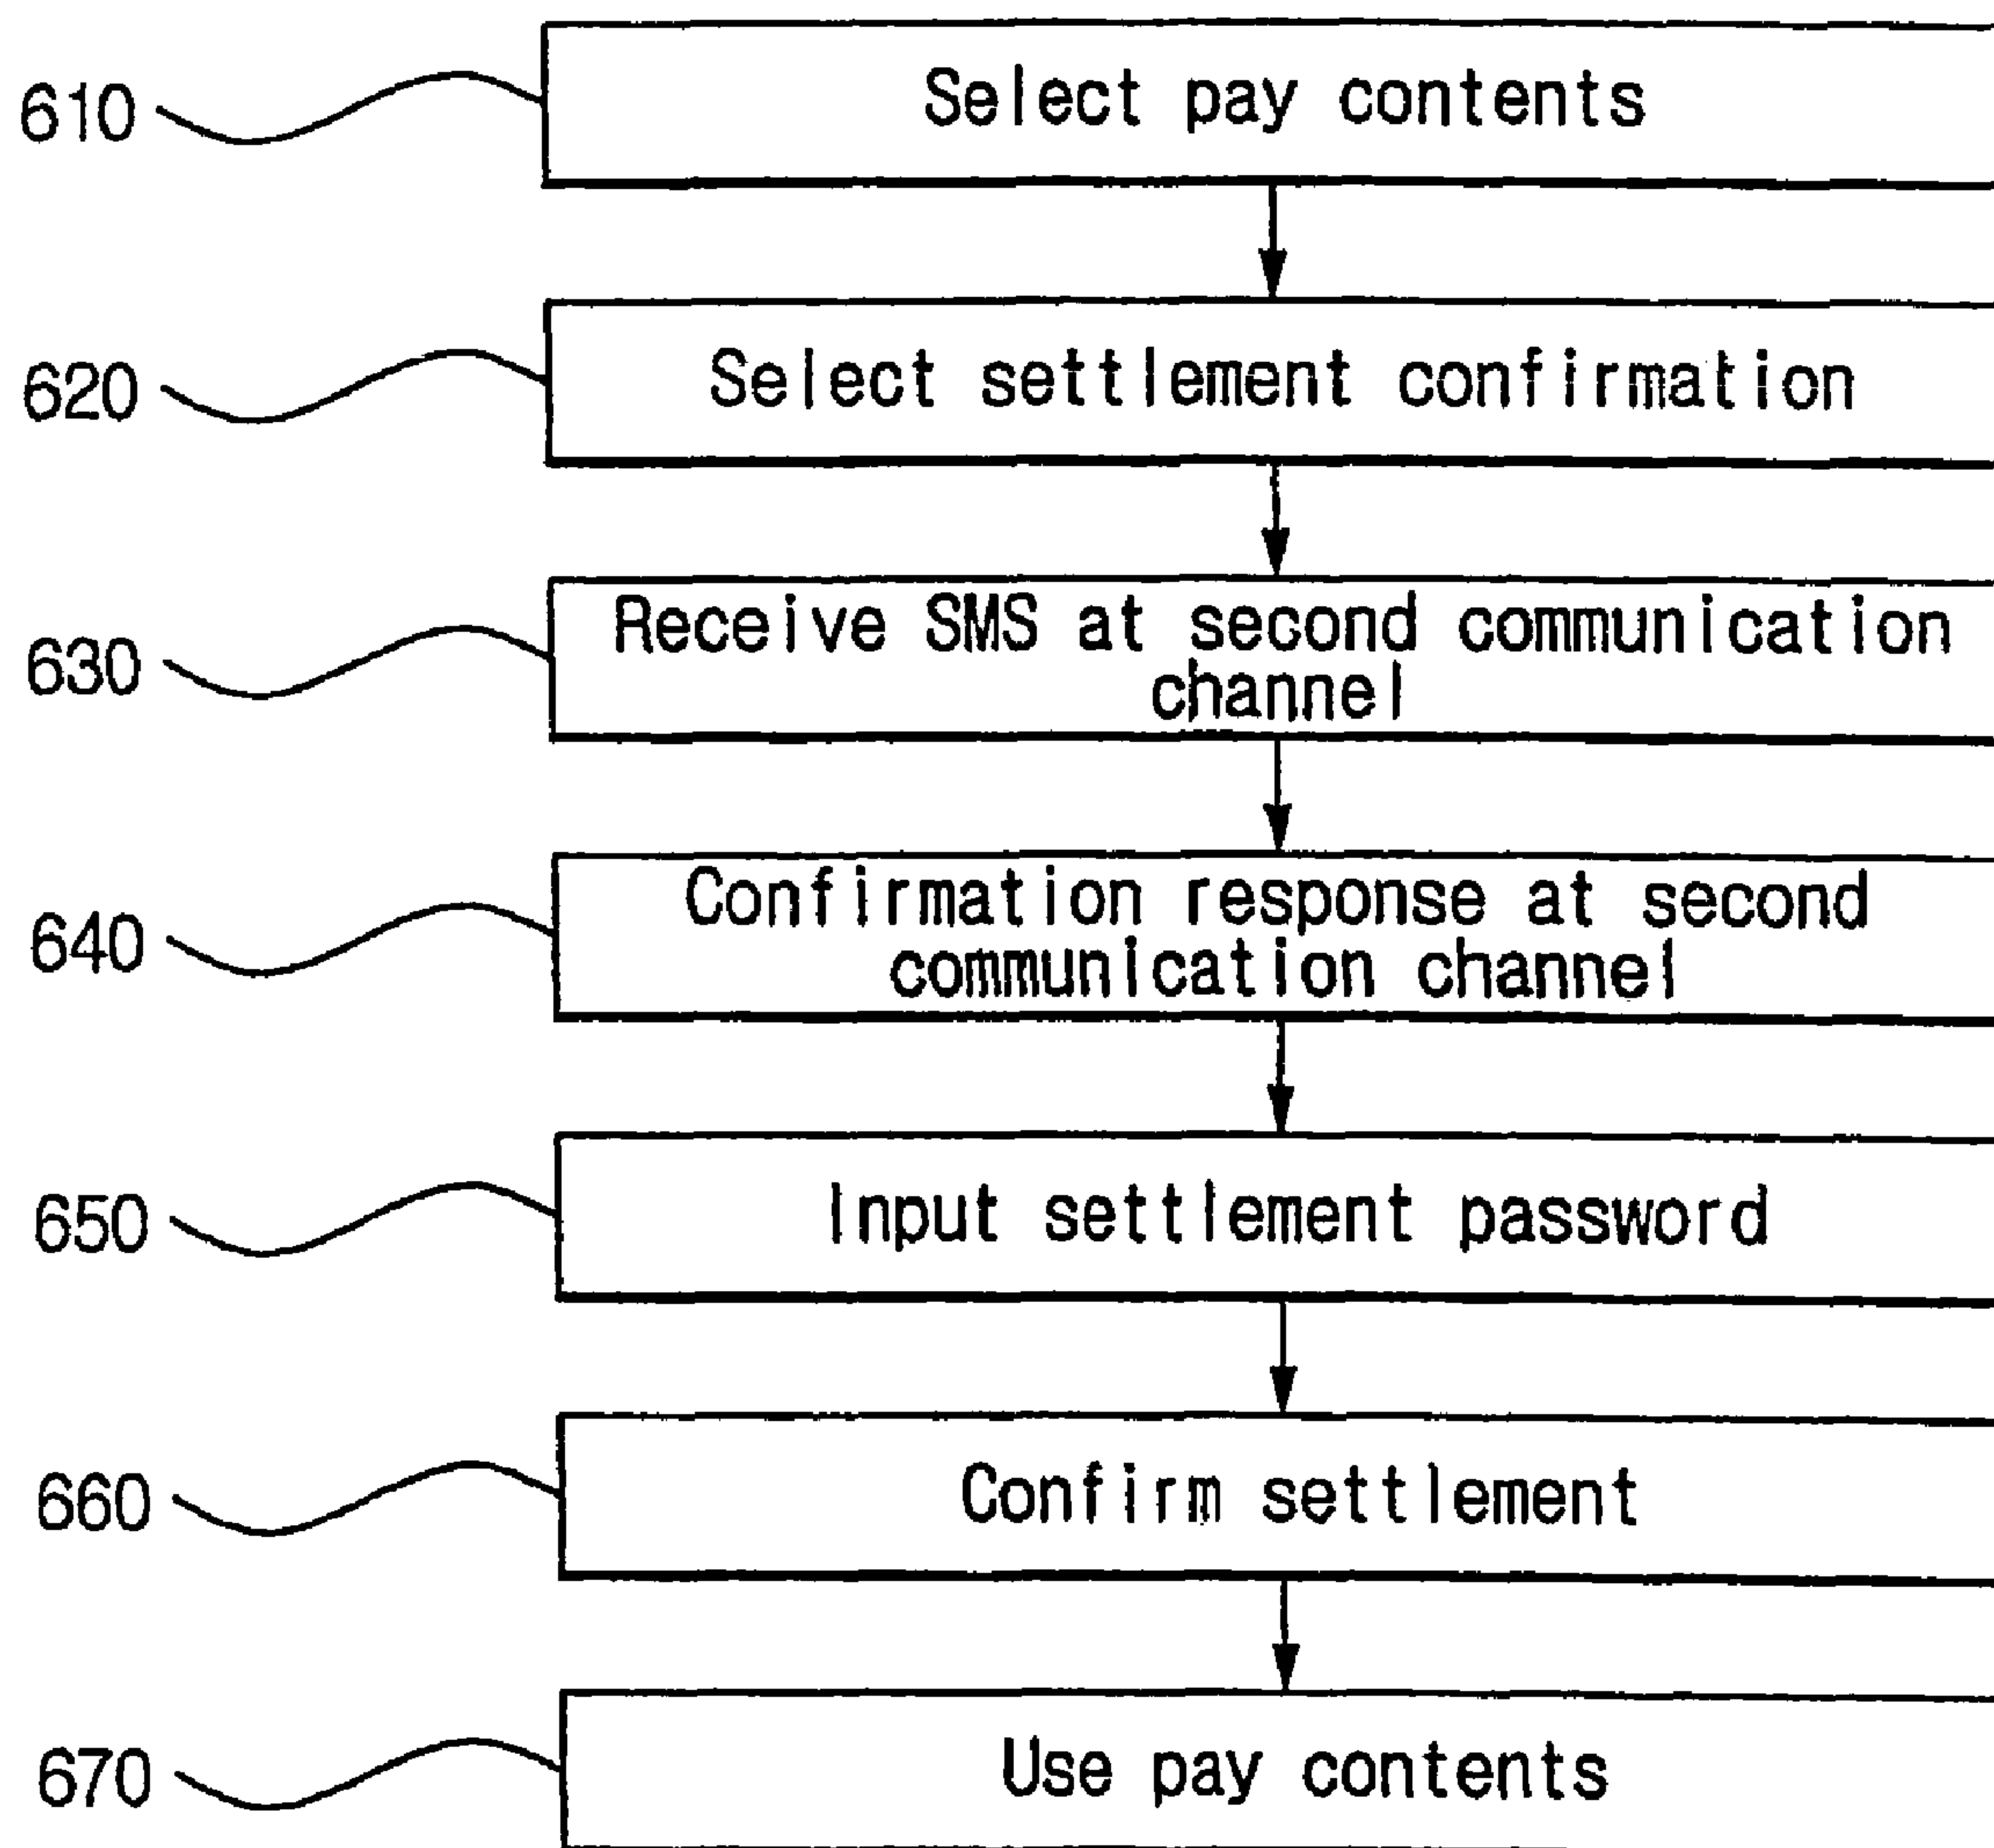 610 Select pay contents
620 Select settlement confirmation
630 Receive SMS at second communication
channel
640 Confirmation response at second
communication channel
650 Input settlement password
660 Confirm settlement
670 Use pay contents